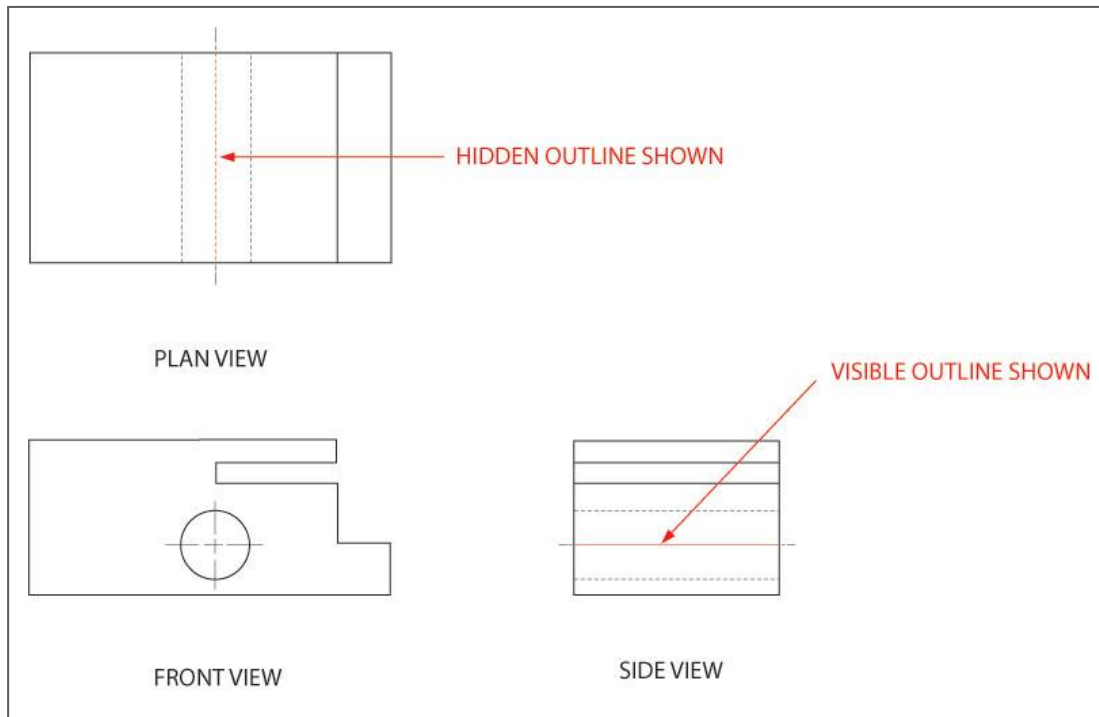 HIDDEN OUTLINE SHOWN
PLAN VIEW
VISIBLE OUTLINE SHOWN
FRONT VIEW
SIDE VIEW